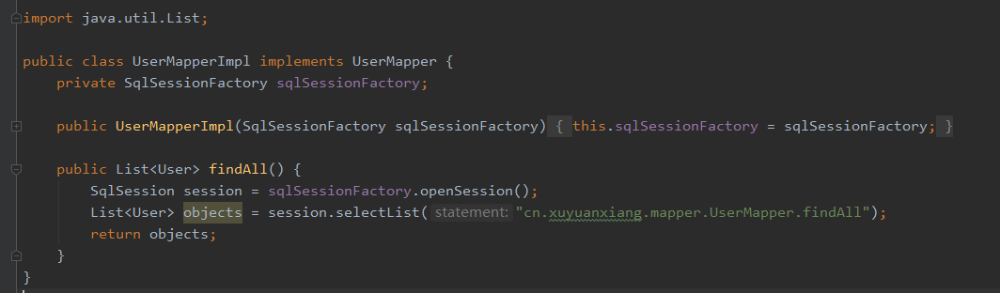 import java.util.List;
public class UserMapperImpl implements UserMapper {
private SqlSessionFactory sqlSessionFactory;
public UserMapperImpl(SqlSessionFactory sqlSessionFactory) { this.sqlSessionFactory = sqlSessionFactory; }
public List<User> findAll() {
SqlSession session = sqlSessionFactory.openSession();
List<User> objects = session.selectList( statement: "cn.xuyuanxiang.mapper.UserMapper.findAll");
return objects;
}
}